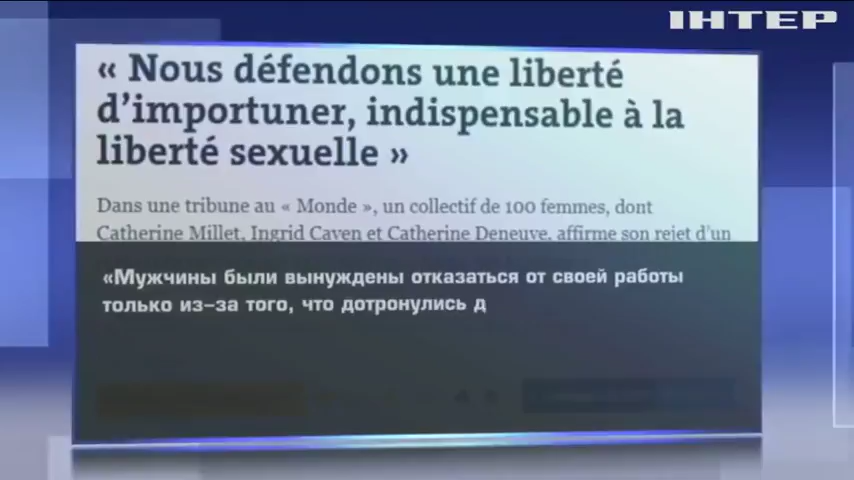 ІНТЕР
« Nous défendons une liberté
d’importuner, indispensable à la
liberté sexuelle »
Dans une tribune au « Monde », un collectif de 100 femmes, dont
Catherine Millet, Ingrid Caven et Catherine Deneuve, affirme son rejet d’un
«Мужчины были вынуждены отказаться от своей работы
только из-за того, что дотронулись д